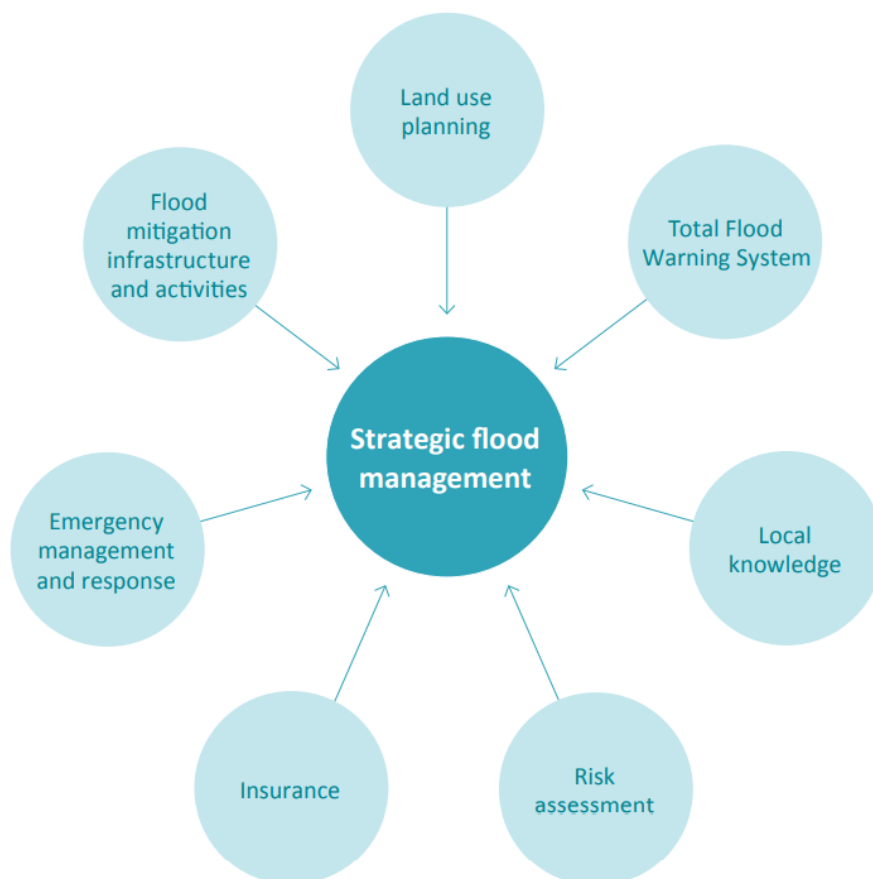 Land use
planning
Total Flood
Warning System
Local
knowledge
Risk
assessment
Insurance
Emergency
management
and response
Flood
mitigation
infrastructure
and activities
Strategic flood
management